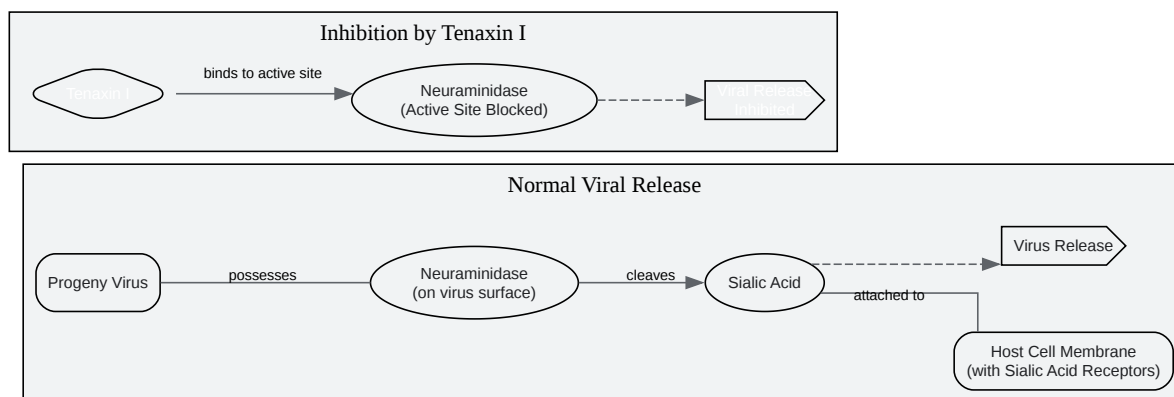 Inhibition by Tenaxin I
Tenaxin I
binds to active site
Neuraminidase
(Active Site Blocked)
Viral Release
Inhibited
Normal Viral Release
Progeny Virus
possesses
Neuraminidase
(on virus surface)
cleaves
Sialic Acid
Virus Release
attached to
Host Cell Membrane
(with Sialic Acid Receptors)